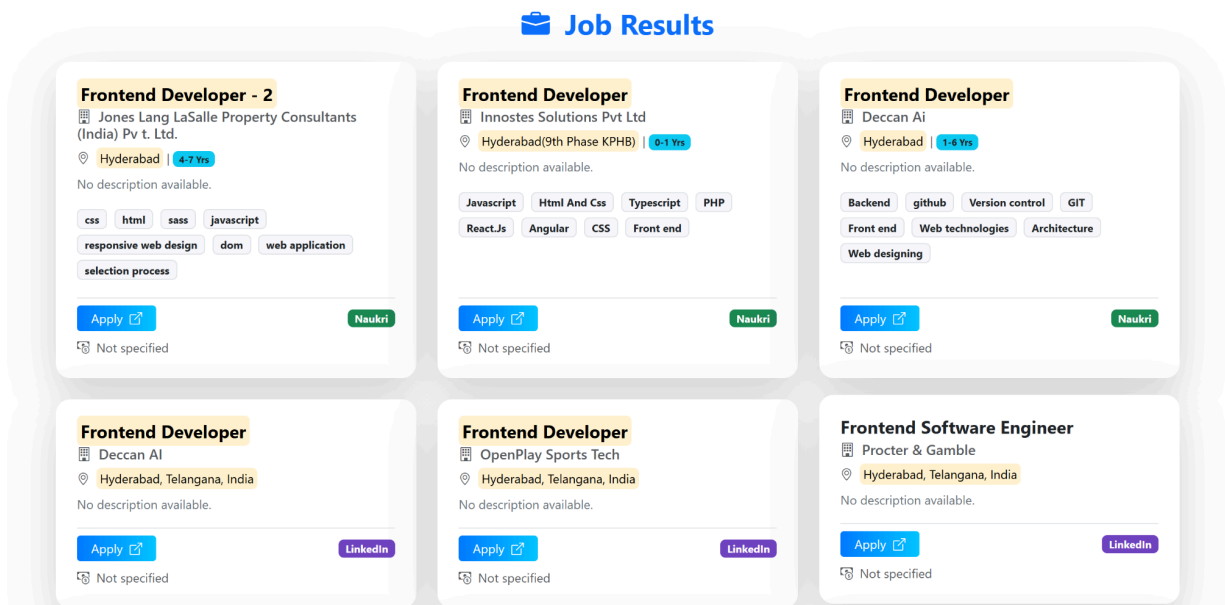 Job Results
Frontend Developer - 2
Jones Lang LaSalle Property Consultants
(India) Pv t. Ltd.
Hyderabad | 4-7 Yrs
No description available.
css html sass javascript
responsive web design dom web application
selection process
Apply Naukri
Not specified
Frontend Developer
Innostes Solutions Pvt Ltd
Hyderabad(9th Phase KPHB) | 0-1 Yrs
No description available.
Javascript Html And Css Typescript PHP
React.Js Angular CSS Front end
Apply Naukri
Not specified
Frontend Developer
Deccan Ai
Hyderabad | 1-6 Yrs
No description available.
Backend github Version control GIT
Front end Web technologies Architecture
Web designing
Apply Naukri
Not specified
Frontend Developer
Deccan AI
Hyderabad, Telangana, India
No description available.
Apply LinkedIn
Not specified
Frontend Developer
OpenPlay Sports Tech
Hyderabad, Telangana, India
No description available.
Apply LinkedIn
Not specified
Frontend Software Engineer
Procter & Gamble
Hyderabad, Telangana, India
No description available.
Apply LinkedIn
Not specified